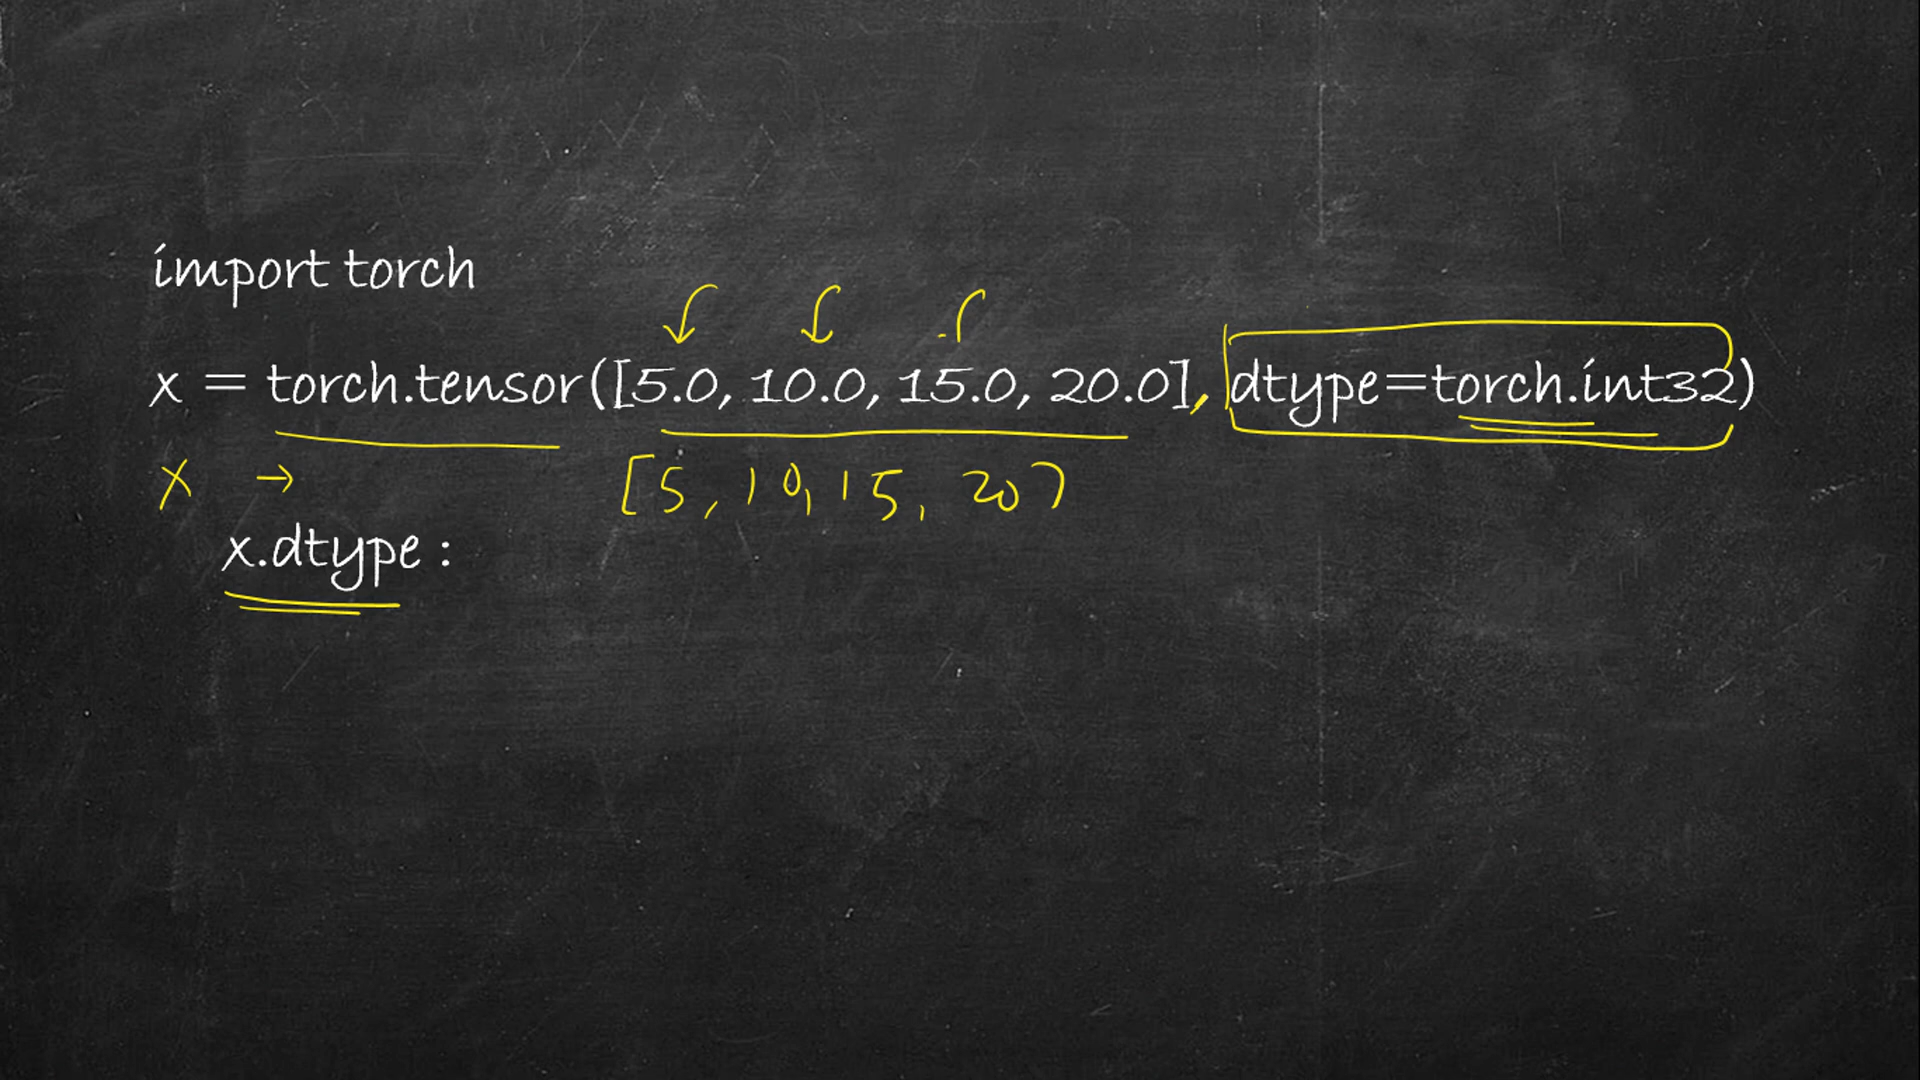 import torch
x = torch.tensor([5.0, 10.0, 15.0, 20.0], dtype=torch.int32)
x → [5, 10, 15, 20]
x.dtype :